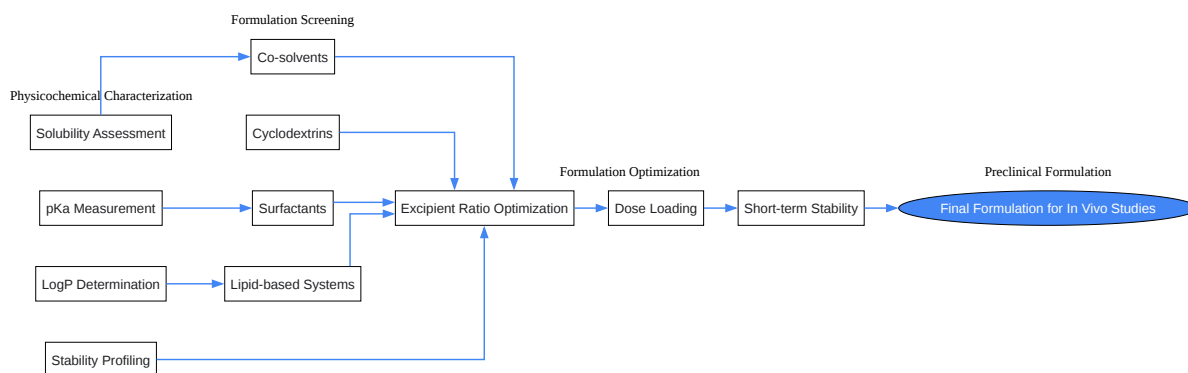 Formulation Screening
Co-solvents
Physicochemical Characterization
Solubility Assessment
Cyclodextrins
Formulation Optimization
Preclinical Formulation
pKa Measurement
Surfactants
Excipient Ratio Optimization
Dose Loading
Short-term Stability
Final Formulation for In Vivo Studies
LogP Determination
Lipid-based Systems
Stability Profiling